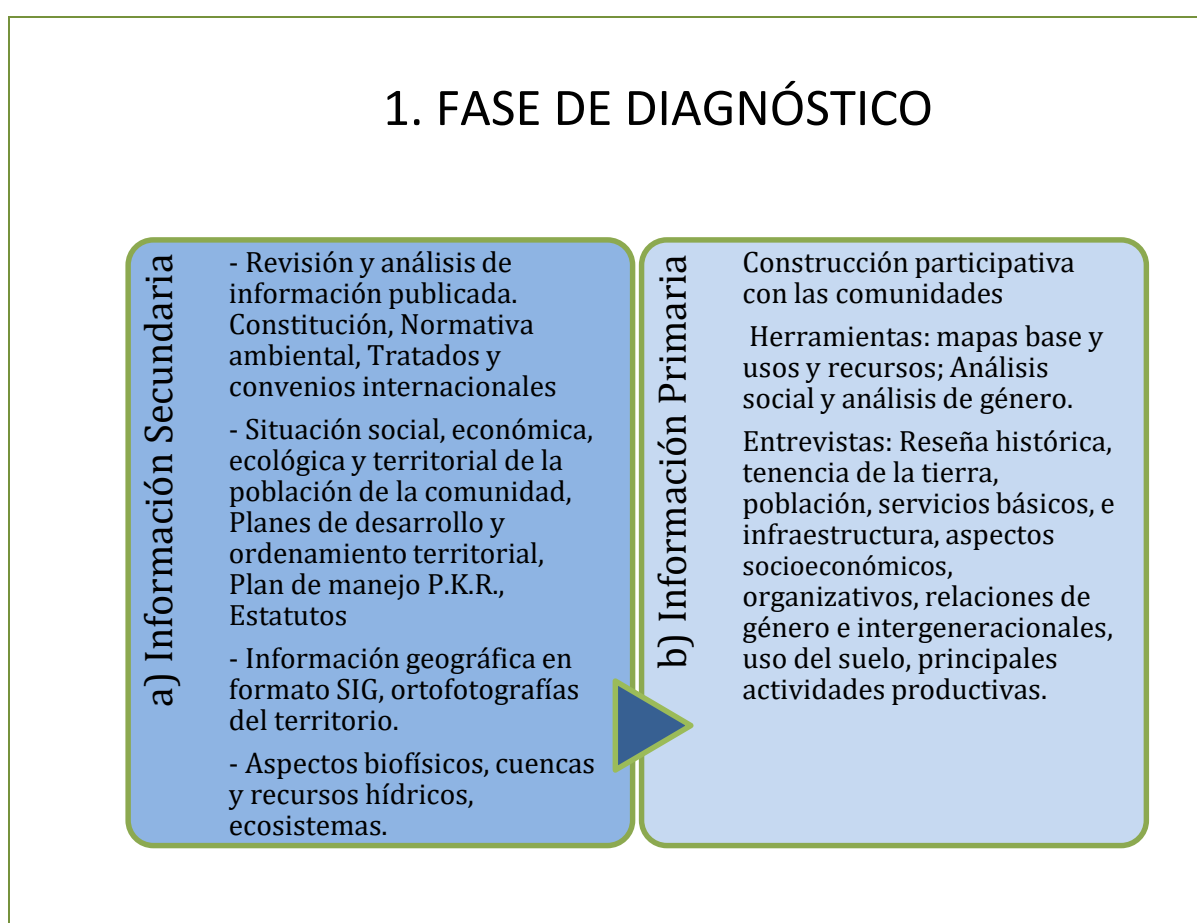 1. FASE DE DIAGNÓSTICO
a) Información Secundaria
- Revisión y análisis de
información publicada.
Constitución, Normativa
ambiental, Tratados y
convenios internacionales
- Situación social, económica,
ecológica y territorial de la
población de la comunidad,
Planes de desarrollo y
ordenamiento territorial,
Plan de manejo P.K.R.,
Estatutos
- Información geográfica en
formato SIG, ortofotografías
del territorio.
- Aspectos biofísicos, cuencas
y recursos hídricos,
ecosistemas.
b) Información Primaria
Construcción participativa
con las comunidades
Herramientas: mapas base y
usos y recursos; Análisis
social y análisis de género.
Entrevistas: Reseña histórica,
tenencia de la tierra,
población, servicios básicos, e
infraestructura, aspectos
socioeconómicos,
organizativos, relaciones de
género e intergeneracionales,
uso del suelo, principales
actividades productivas.